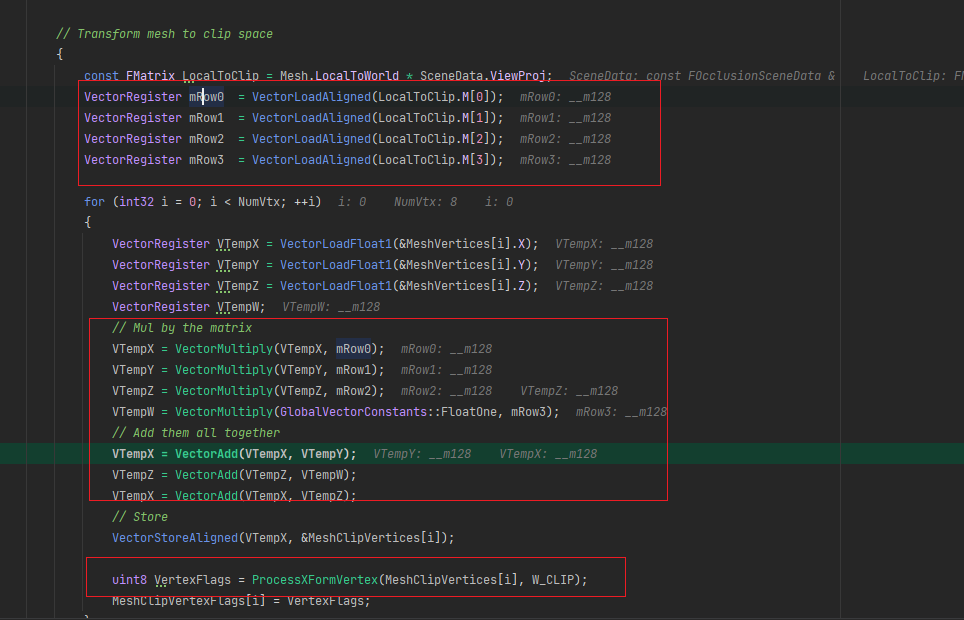 // Transform mesh to clip space
{
const FMatrix LocalToClip = Mesh.LocalToWorld * SceneData.ViewProj; SceneData: const FOcclusionSceneData & LocalToClip: FM
VectorRegister mRow0 = VectorLoadAligned(LocalToClip.M[0]); mRow0: __m128
VectorRegister mRow1 = VectorLoadAligned(LocalToClip.M[1]); mRow1: __m128
VectorRegister mRow2 = VectorLoadAligned(LocalToClip.M[2]); mRow2: __m128
VectorRegister mRow3 = VectorLoadAligned(LocalToClip.M[3]); mRow3: __m128
for (int32 i = 0; i < NumVtx; ++i) i: 0 NumVtx: 8 i: 0
{
VectorRegister VTempX = VectorLoadFloat1(&MeshVertices[i].X); VTempX: __m128
VectorRegister VTempY = VectorLoadFloat1(&MeshVertices[i].Y); VTempY: __m128
VectorRegister VTempZ = VectorLoadFloat1(&MeshVertices[i].Z); VTempZ: __m128
VectorRegister VTempW; VTempW: __m128
// Mul by the matrix
VTempX = VectorMultiply(VTempX, mRow0); mRow0: __m128
VTempY = VectorMultiply(VTempY, mRow1); mRow1: __m128
VTempZ = VectorMultiply(VTempZ, mRow2); mRow2: __m128 VTempZ: __m128
VTempW = VectorMultiply(GlobalVectorConstants::FloatOne, mRow3); mRow3: __m128
// Add them all together
VTempX = VectorAdd(VTempX, VTempY); VTempY: __m128 VTempX: __m128
VTempZ = VectorAdd(VTempZ, VTempW);
VTempX = VectorAdd(VTempX, VTempZ);
// Store
VectorStoreAligned(VTempX, &MeshClipVertices[i]);
uint8 VertexFlags = ProcessXFormVertex(MeshClipVertices[i], W_CLIP);
MeshClipVertexFlags[i] = VertexFlags;
}